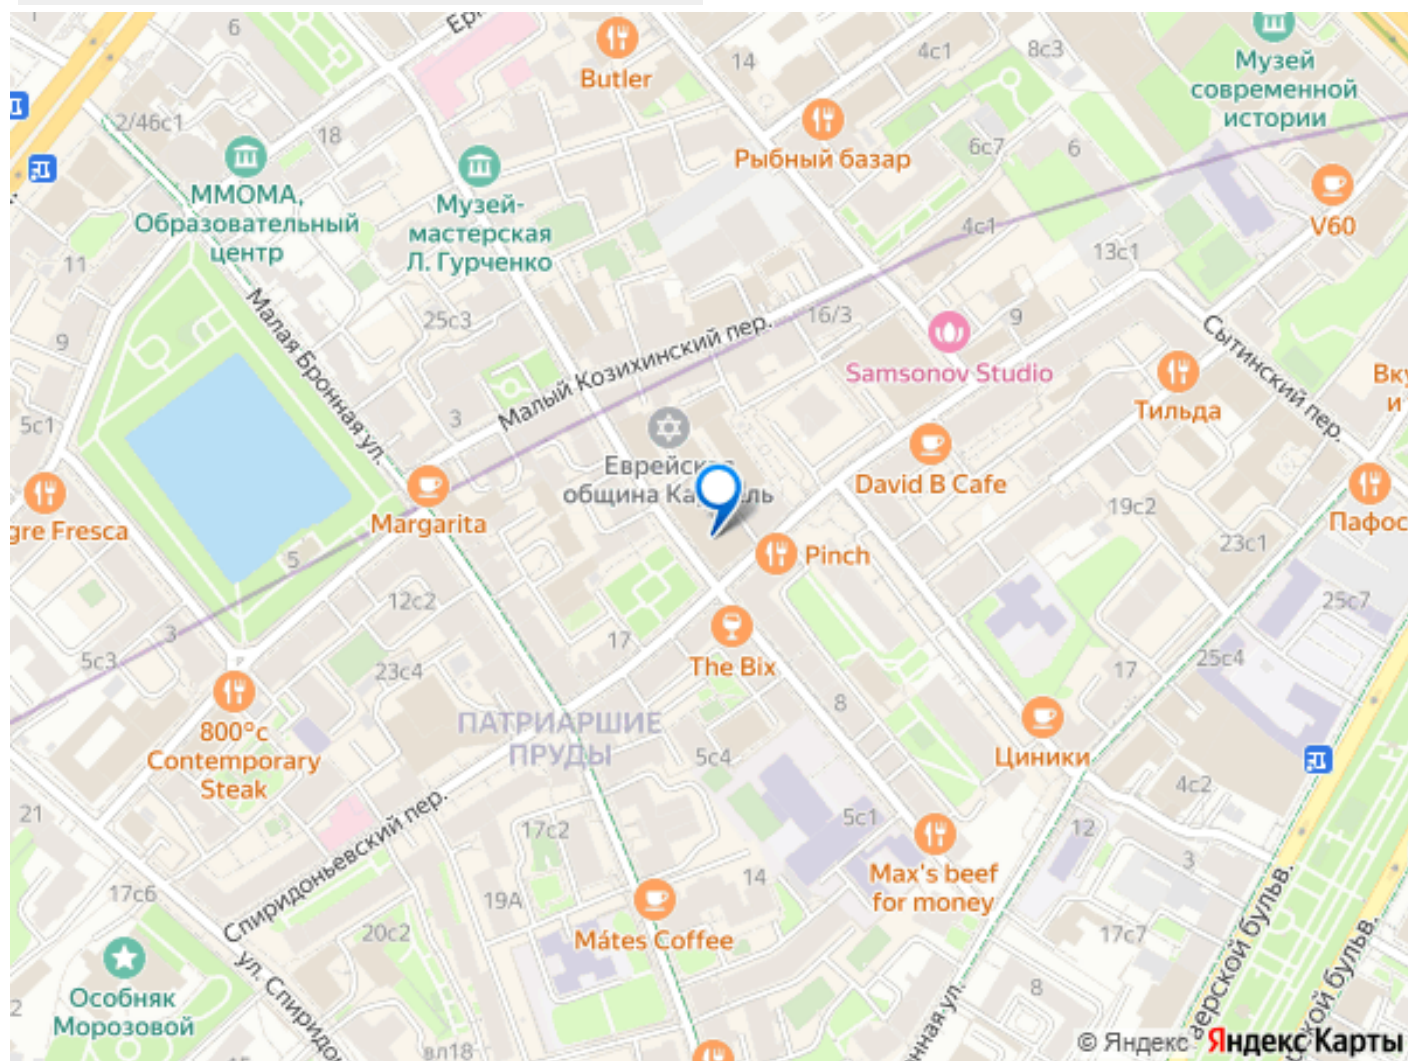 6
Butler
14
4с1
8с3
Музей
современной
истории
2/46с1
18
Рыбный базар
6с7
6
ММОМА,
Образовательный
центр
Музей-
мастерская
Л. Гурченко
V60
4с1
13с1
11
9
Малая Бронная ул.
25с3
16/3
9
Малый Козихинский пер.
Samsonov Studio
Сытинский пер.
Тильда
5с1
3
David B Cafe
19с2
Пафос
23с1
Margarita
Pinch
5
12с2
25с7
3
5с3
17
The Bix
17
25с4
23с4
8
ПАТРИАРШИЕ
ПРУДЫ
800°с
Contemporary
Steak
5с4
Циники
4с2
21
Спиридоньевский пер.
17с2
5с1
12
3
Max's beef
for money
17с6
19А
14
20с2
Mátes Coffee
17с7
Особняк
Морозовой
8
вл18
© Яндекс
Яндекс Карты